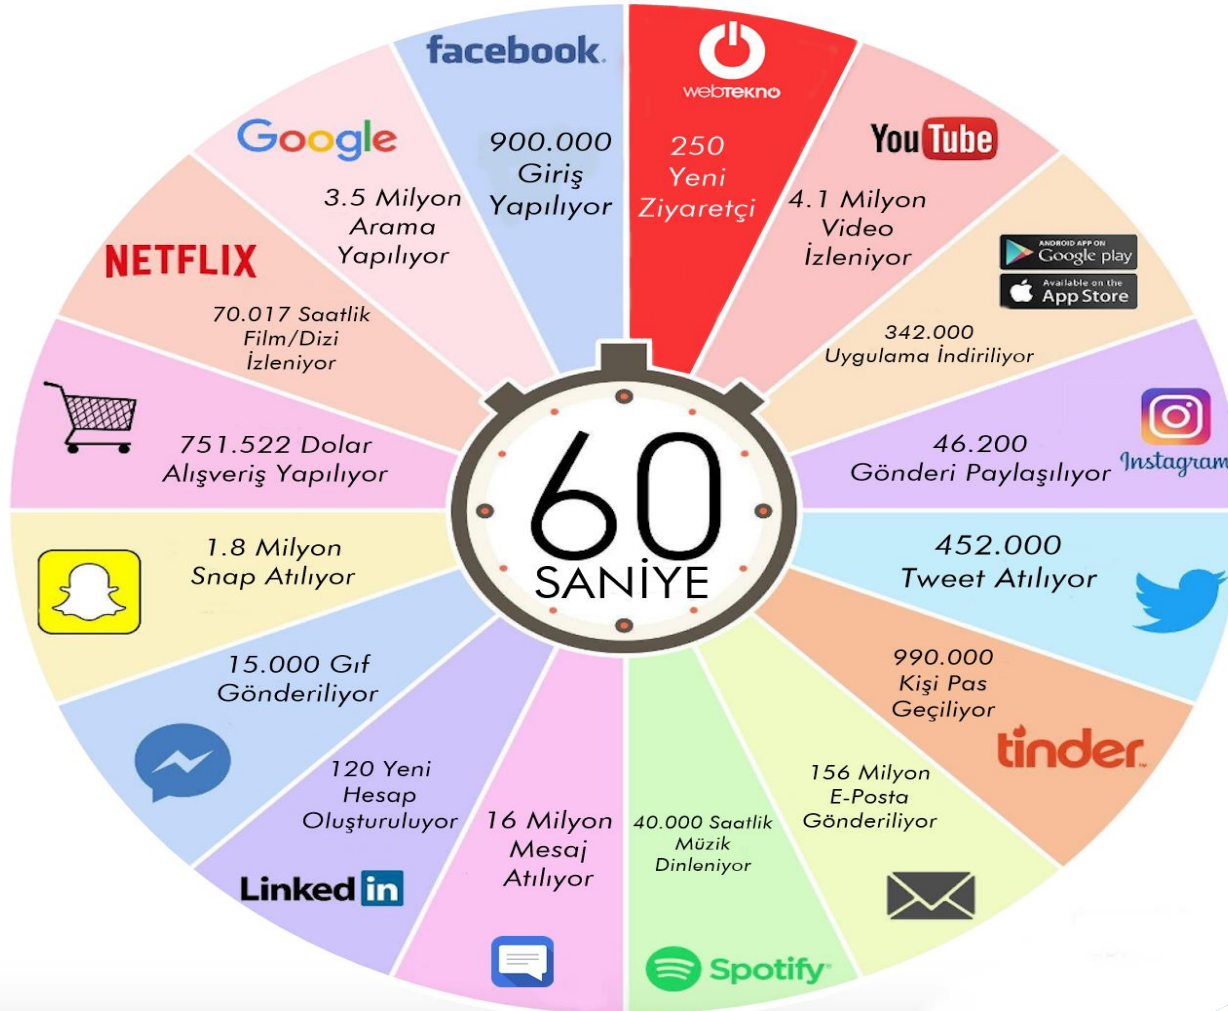 facebook.
900.000
Giriş
Yapılıyor
webTEKNO
250
Yeni
Ziyaretçi
YouTube
4.1 Milyon
Video
İzleniyor
ANDROID APP ON
Google play
Available on the
App Store
342.000
Uygulama İndiriliyor
Instagram
46.200
Gönderi Paylaşılıyor
452.000
Tweet Atılıyor
990.000
Kişi Pas
Geçiliyor
tinder
156 Milyon
E-Posta
Gönderiliyor
40.000 Saatlik
Müzik
Dinleniyor
Spotify
16 Milyon
Mesaj
Atılıyor
120 Yeni
Hesap
Oluşturuluyor
Linked in
15.000 Gıf
Gönderiliyor
1.8 Milyon
Snap Atılıyor
751.522 Dolar
Alışveriş Yapılıyor
NETFLIX
70.017 Saatlik
Film/Dizi
İzleniyor
Google
3.5 Milyon
Arama
Yapılıyor
60
SANİYE